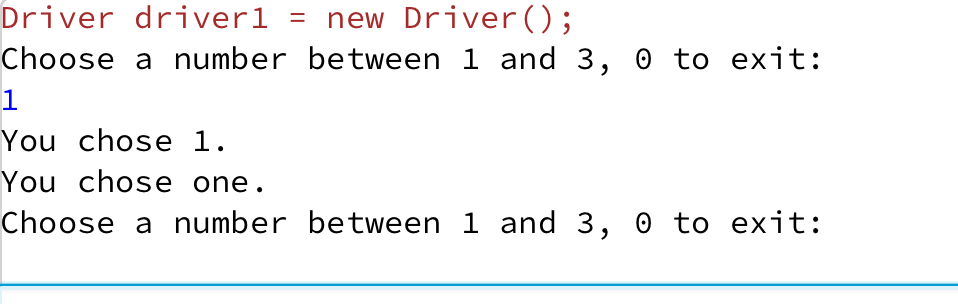 Driver driver1 = new Driver();
Choose a number between 1 and 3, 0 to exit:
1
You chose 1.
You chose one.
Choose a number between 1 and 3, 0 to exit: